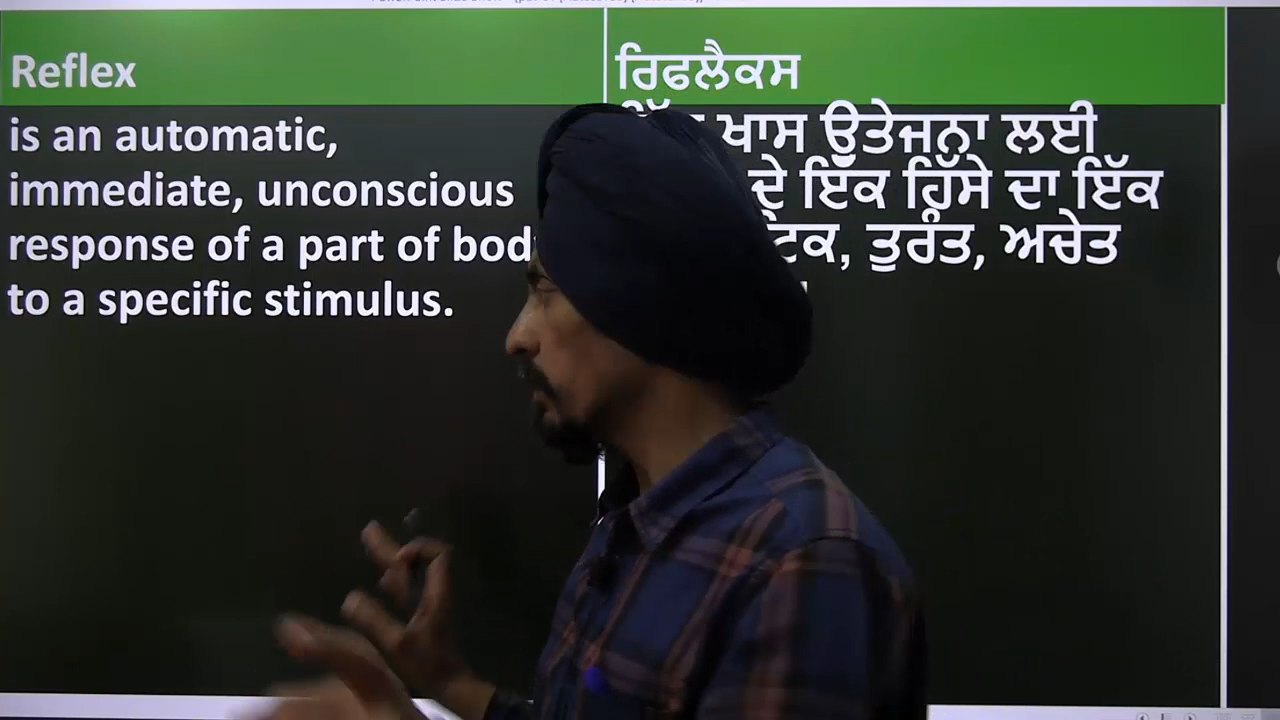 Reflex
is an automatic,
immediate, unconscious
response of a part of
to a specific stimulus.
ਰਿਫਲੈਕਸ
ਖਾਸ ਉਤੇਜਨਾ ਲਈ
ਦੇ ਇੱਕ ਹਿੱਸੇ ਦਾ ਇੱਕ
ਤੁਰੰਤ, ਅਚੇਤ